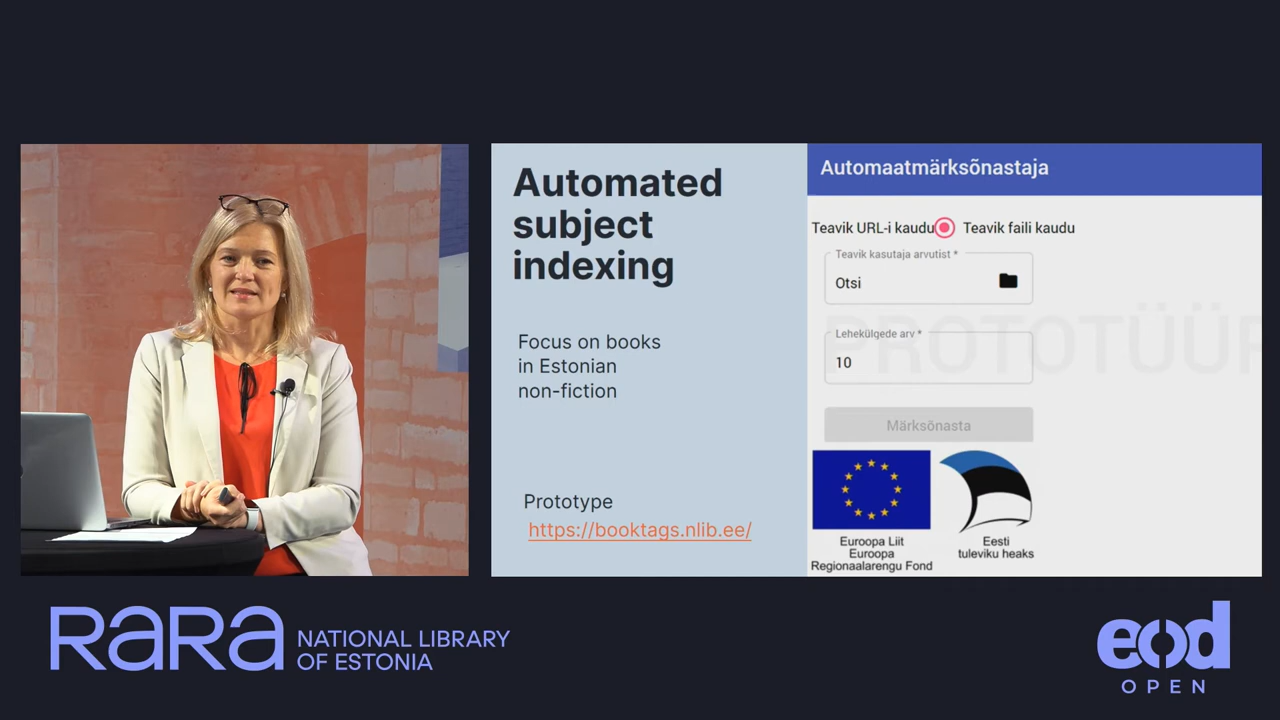 Automated
subject
indexing
Focus on books
in Estonian
non-fiction
Prototype
https://booktags.nlib.ee/
Automaatmärksõnastaja
Teavik URL-i kaudu Teavik faili kaudu
Teavik kasutaja arvutist *
Otsi
PROTOTÜÜP
Lehekülgede arv *
10
Märksõnasta
Euroopa Liit
Euroopa
Regionaalarengu Fond
Eesti
tuleviku heaks
RaRa
NATIONAL LIBRARY
OF ESTONIA
eod
OPEN